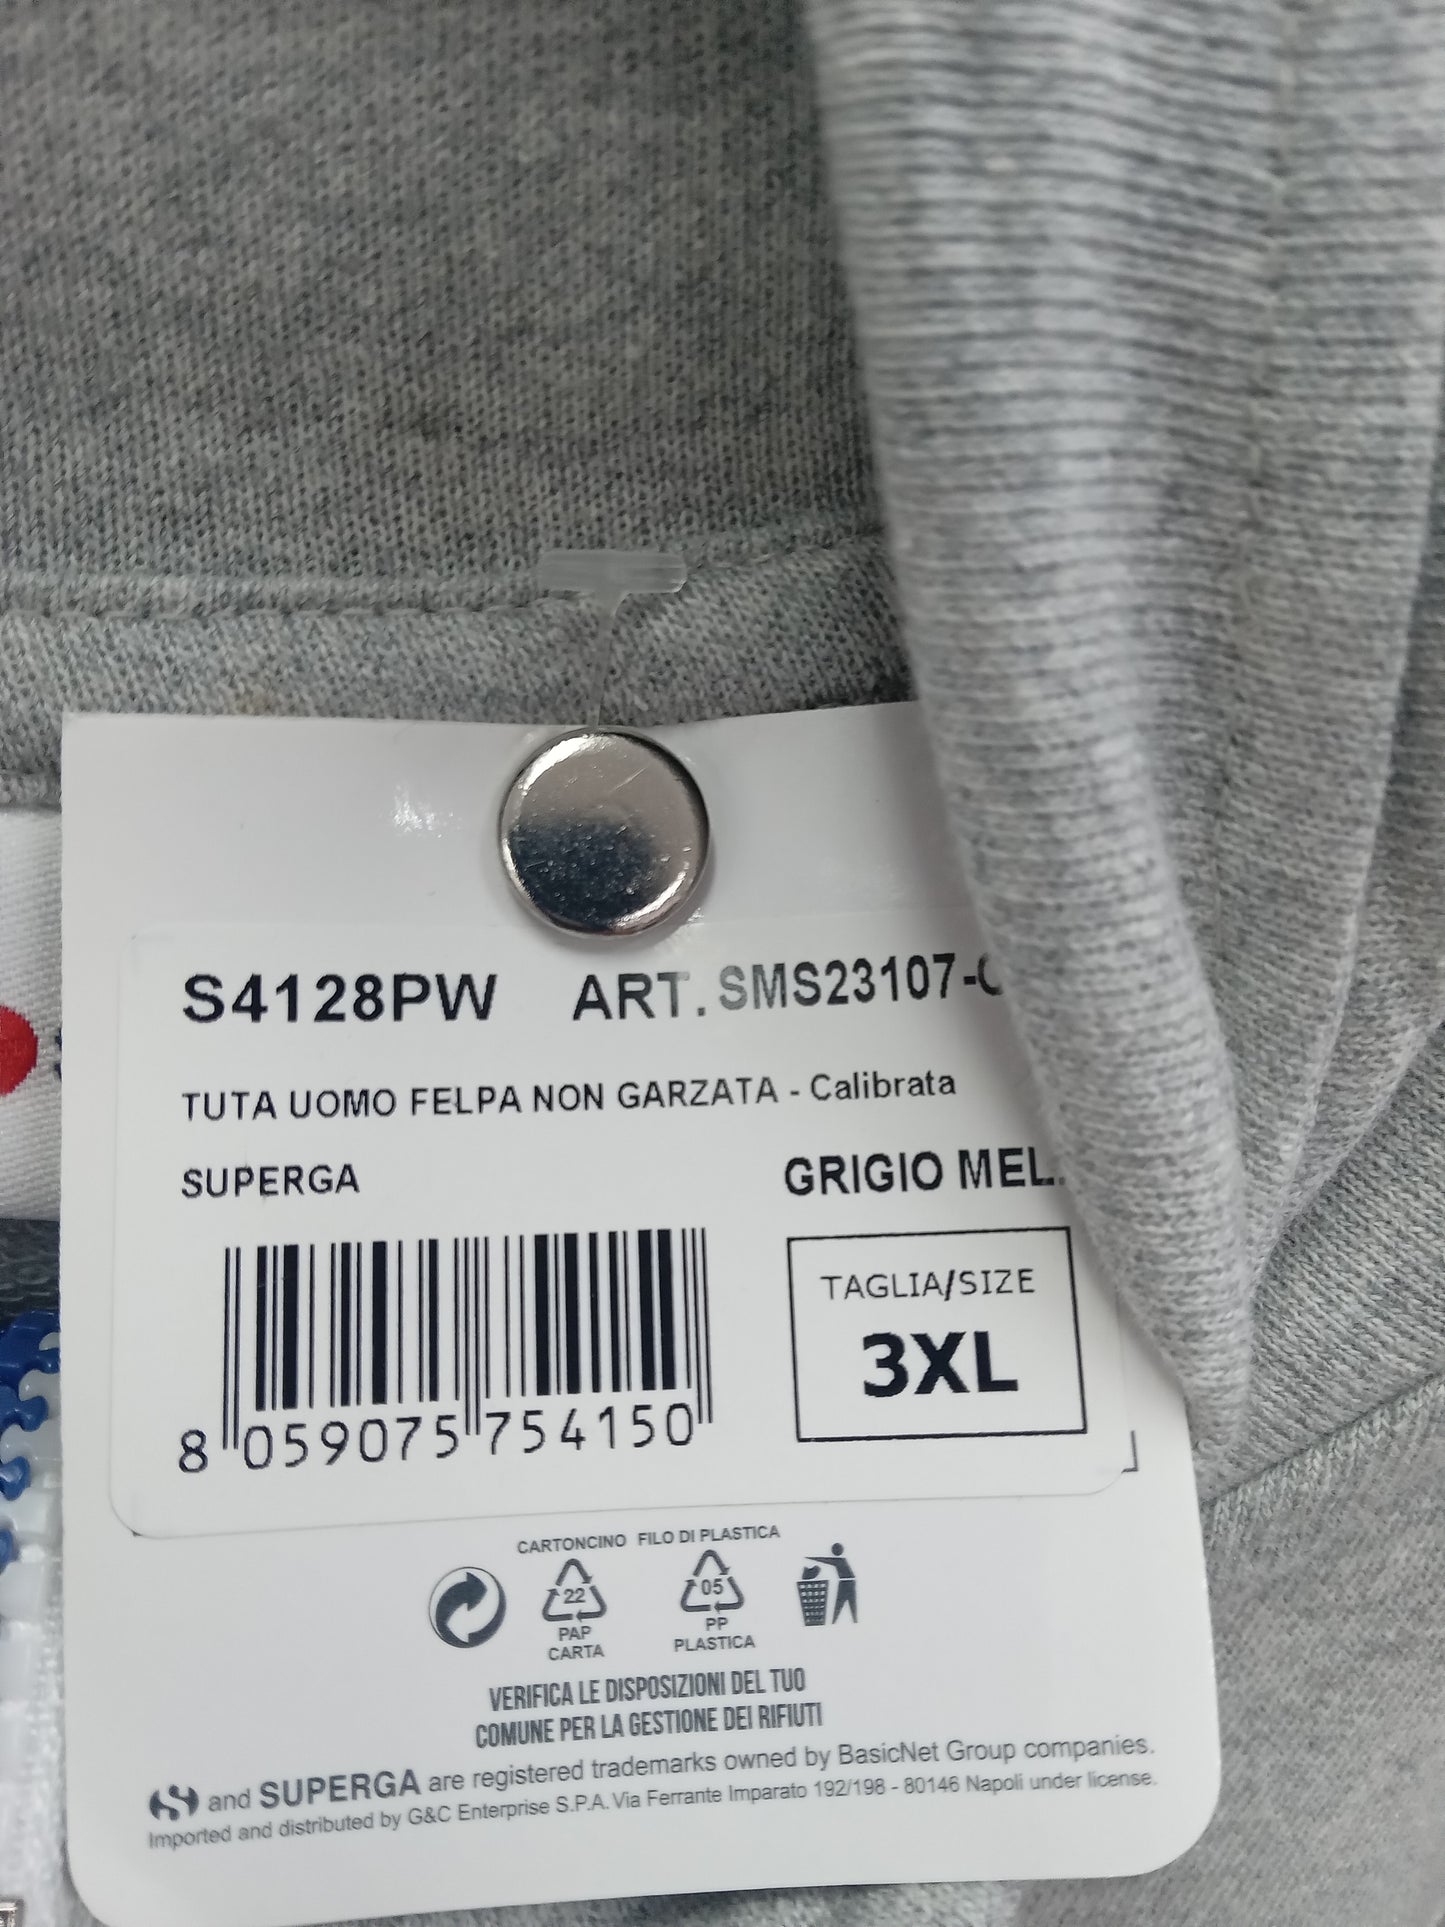 S4128PW ART. SMS23107-
TUTA UOMO FELPA NON GARZATA - Calibrata
SUPERGA GRIGIO MEL.
TAGLIA/SIZE
3XL
8 059075 754150
CARTONCINO FILO DI PLASTICA
22 05
PAP PP
CARTA PLASTICA
VERIFICA LE DISPOSIZIONI DEL TUO
COMUNE PER LA GESTIONE DEI RIFIUTI
and SUPERGA are registered trademarks owned by BasicNet Group companies.
Imported and distributed by G&C Enterprise S.P.A. Via Ferrante Imparato 192/198 - 80146 Napoli under license.